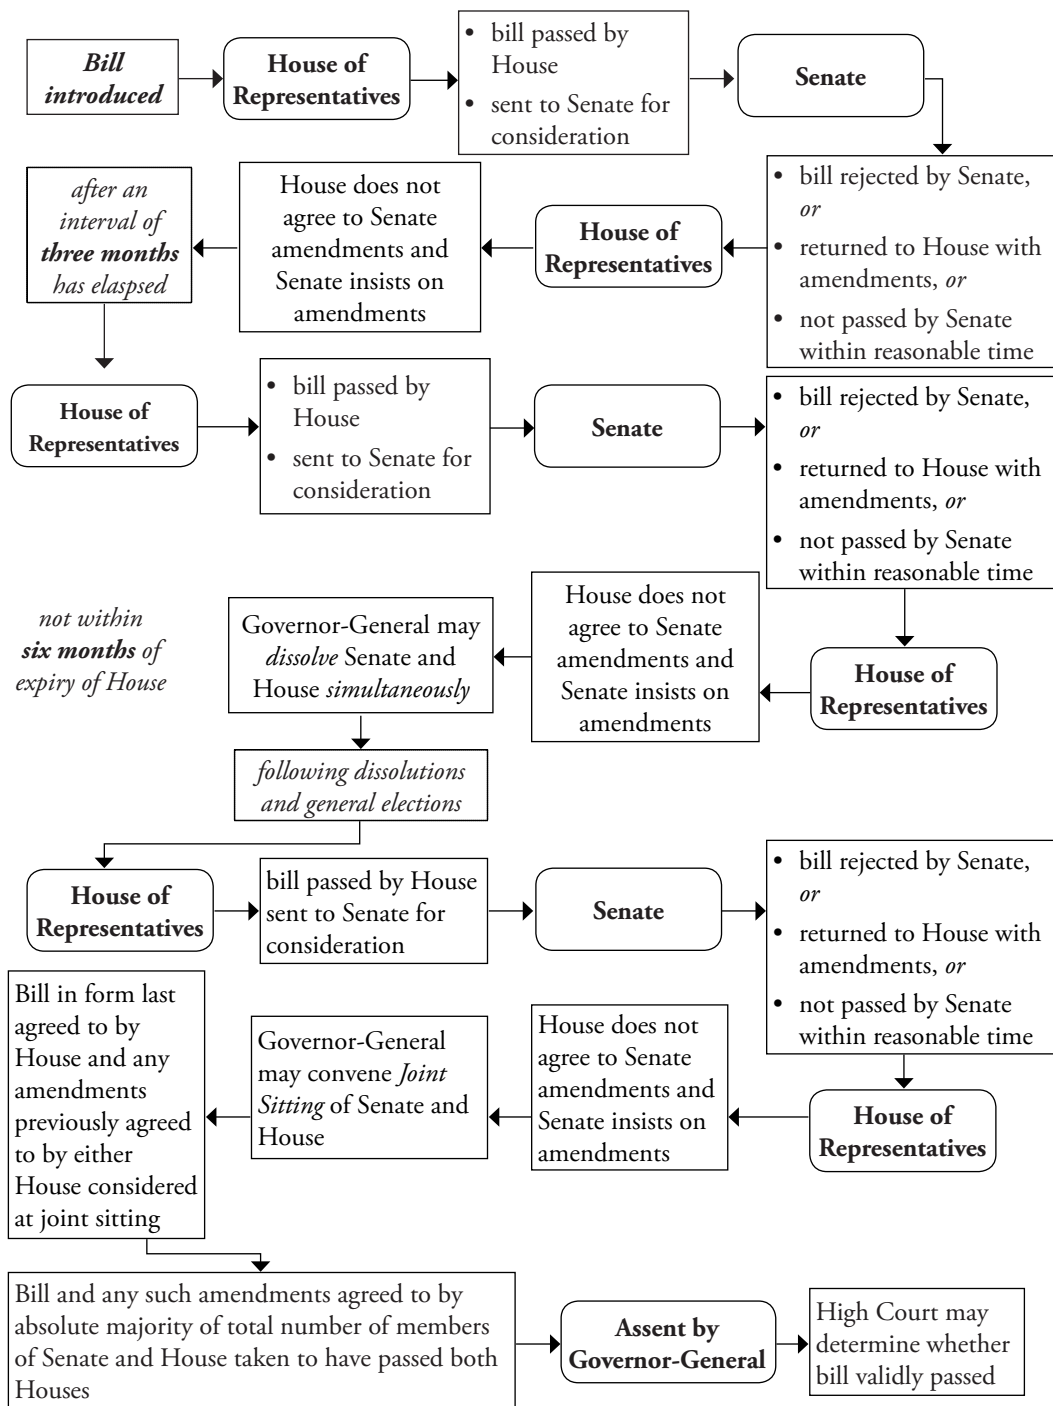 Bill
introduced
House of
Representatives
• bill passed by
House
• sent to Senate for
consideration
Senate
• bill rejected by Senate,
or
• returned to House with
amendments, or
• not passed by Senate
within reasonable time
House of
Representatives
House does not
agree to Senate
amendments and
Senate insists on
amendments
after an
interval of
three months
has elaspsed
House of
Representatives
• bill passed by
House
• sent to Senate for
consideration
Senate
• bill rejected by Senate,
or
• returned to House with
amendments, or
• not passed by Senate
within reasonable time
House of
Representatives
House does not
agree to Senate
amendments and
Senate insists on
amendments
Governor-General may
dissolve Senate and
House simultaneously
not within
six months of
expiry of House
following dissolutions
and general elections
House of
Representatives
bill passed by House
sent to Senate for
consideration
Senate
• bill rejected by Senate,
or
• returned to House with
amendments, or
• not passed by Senate
within reasonable time
House of
Representatives
House does not
agree to Senate
amendments and
Senate insists on
amendments
Governor-General
may convene Joint
Sitting of Senate and
House
Bill in form last
agreed to by
House and any
amendments
previously agreed
to by either
House considered
at joint sitting
Bill and any such amendments agreed to by
absolute majority of total number of members
of Senate and House taken to have passed both
Houses
Assent by
Governor-General
High Court may
determine whether
bill validly passed